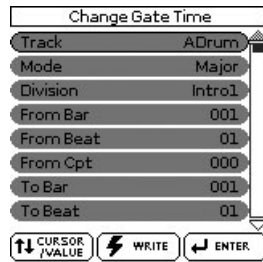 Change Gate Time
Track ADrum
Mode Major
Division Intro1
From Bar 001
From Beat 01
From Cpt 000
To Bar 001
To Beat 01
CURSOR /VALUE WRITE ENTER